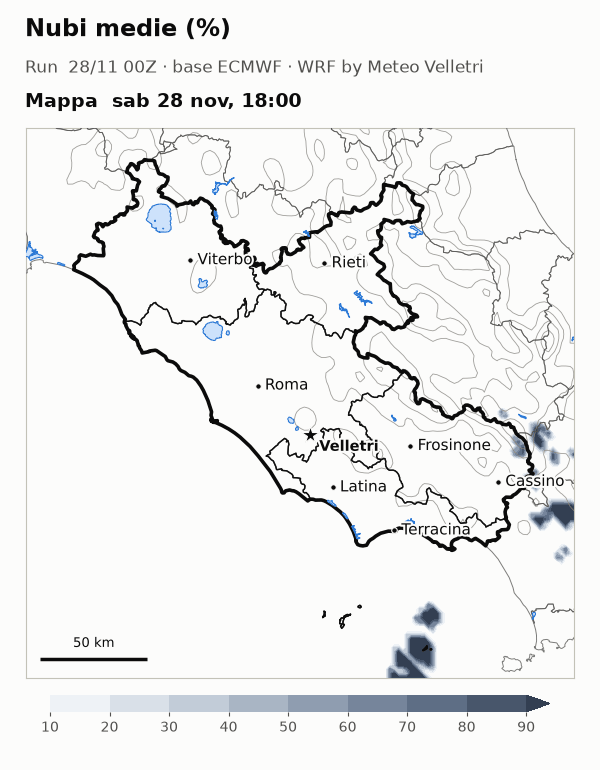 Nubi medie (%)
Run  28/11 00Z · base ECMWF · WRF by Meteo Velletri
Mappa  sab 28 nov, 18:00
Viterbo
Rieti
Roma
Velletri
Frosinone
Cassino
Latina
Terracina
50 km
10 20 30 40 50 60 70 80 90